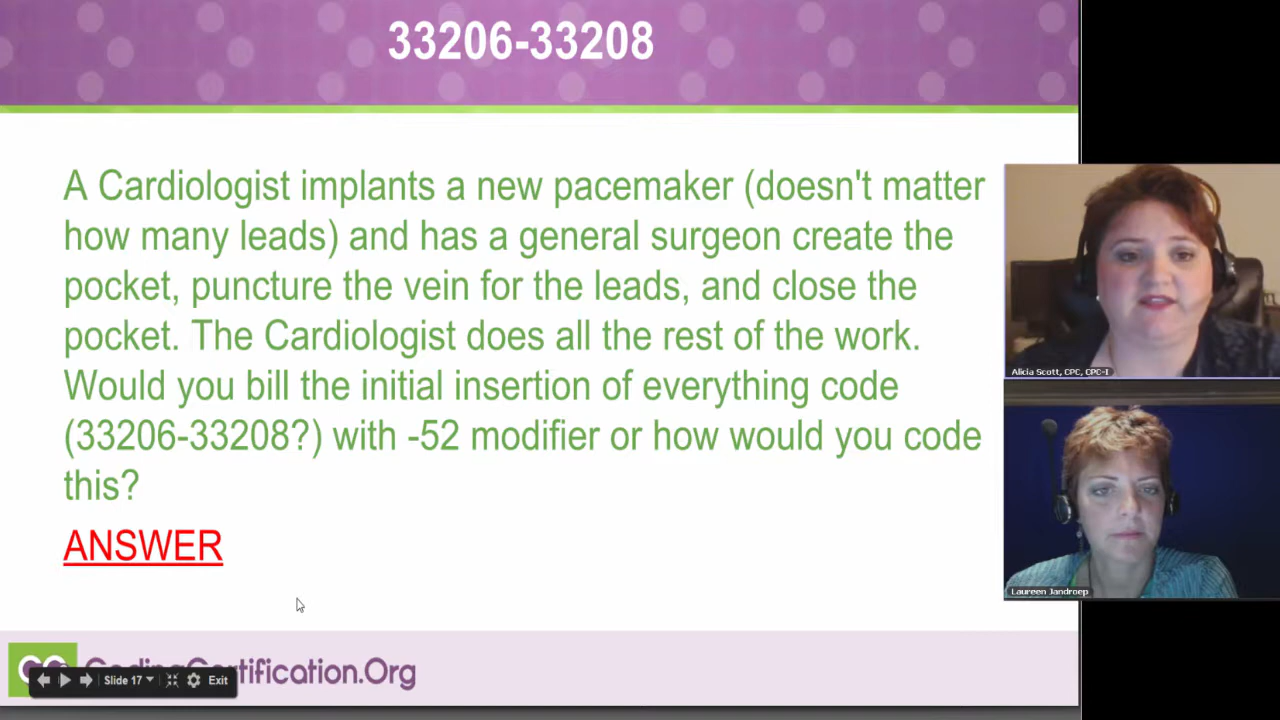 33206-33208
A Cardiologist implants a new pacemaker (doesn't matter
how many leads) and has a general surgeon create the
pocket, puncture the vein for the leads, and close the
pocket. The Cardiologist does all the rest of the work.
Would you bill the initial insertion of everything code
(33206-33208?) with -52 modifier or how would you code
this?
ANSWER
Alicia Scott, CPC, CPC-I
Laureen Jandroep
CodingCertification.Org
Slide 17
Exit